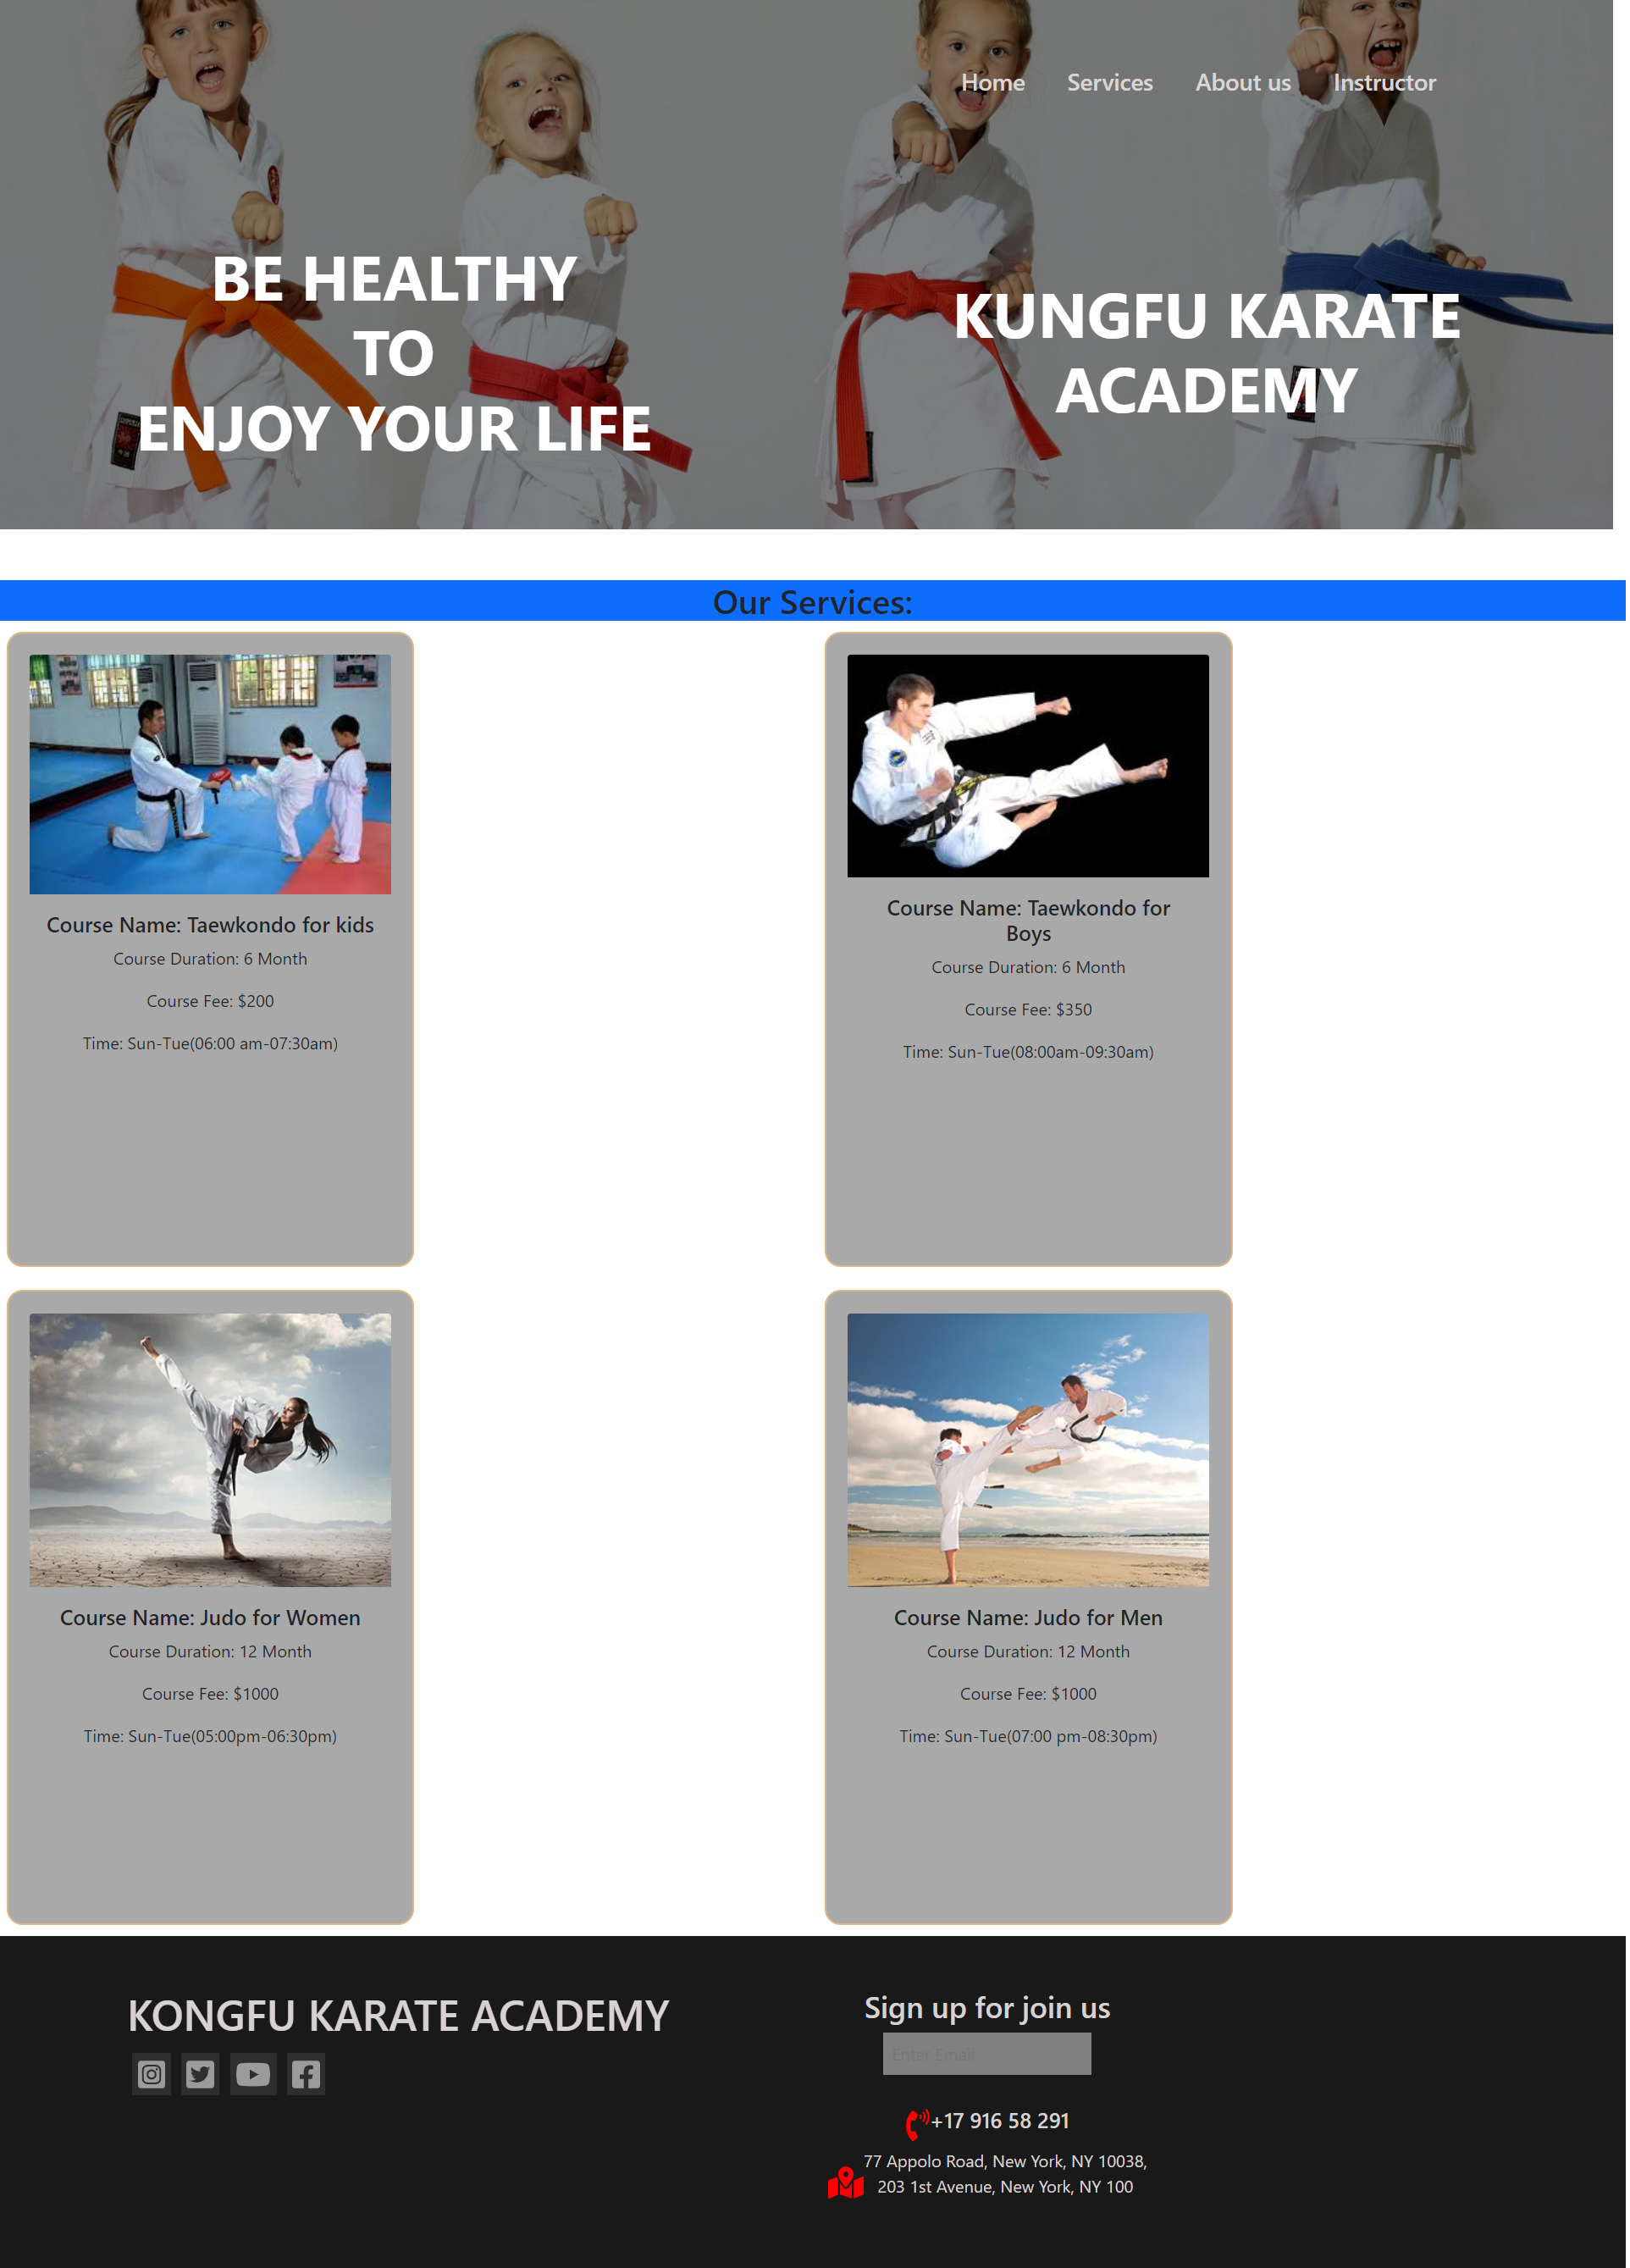 Home Services About us Instructor
BE HEALTHY
TO
ENJOY YOUR LIFE
KUNGFU KARATE
ACADEMY
Our Services:
Course Name: Taewkondo for kids
Course Duration: 6 Month
Course Fee: $200
Time: Sun-Tue(06:00 am-07:30am)
Course Name: Taewkondo for
Boys
Course Duration: 6 Month
Course Fee: $350
Time: Sun-Tue(08:00am-09:30am)
Course Name: Judo for Women
Course Duration: 12 Month
Course Fee: $1000
Time: Sun-Tue(05:00pm-06:30pm)
Course Name: Judo for Men
Course Duration: 12 Month
Course Fee: $1000
Time: Sun-Tue(07:00 pm-08:30pm)
KONGFU KARATE ACADEMY
Sign up for join us
Enter Email
+17 916 58 291
77 Appolo Road, New York, NY 10038,
203 1st Avenue, New York, NY 100